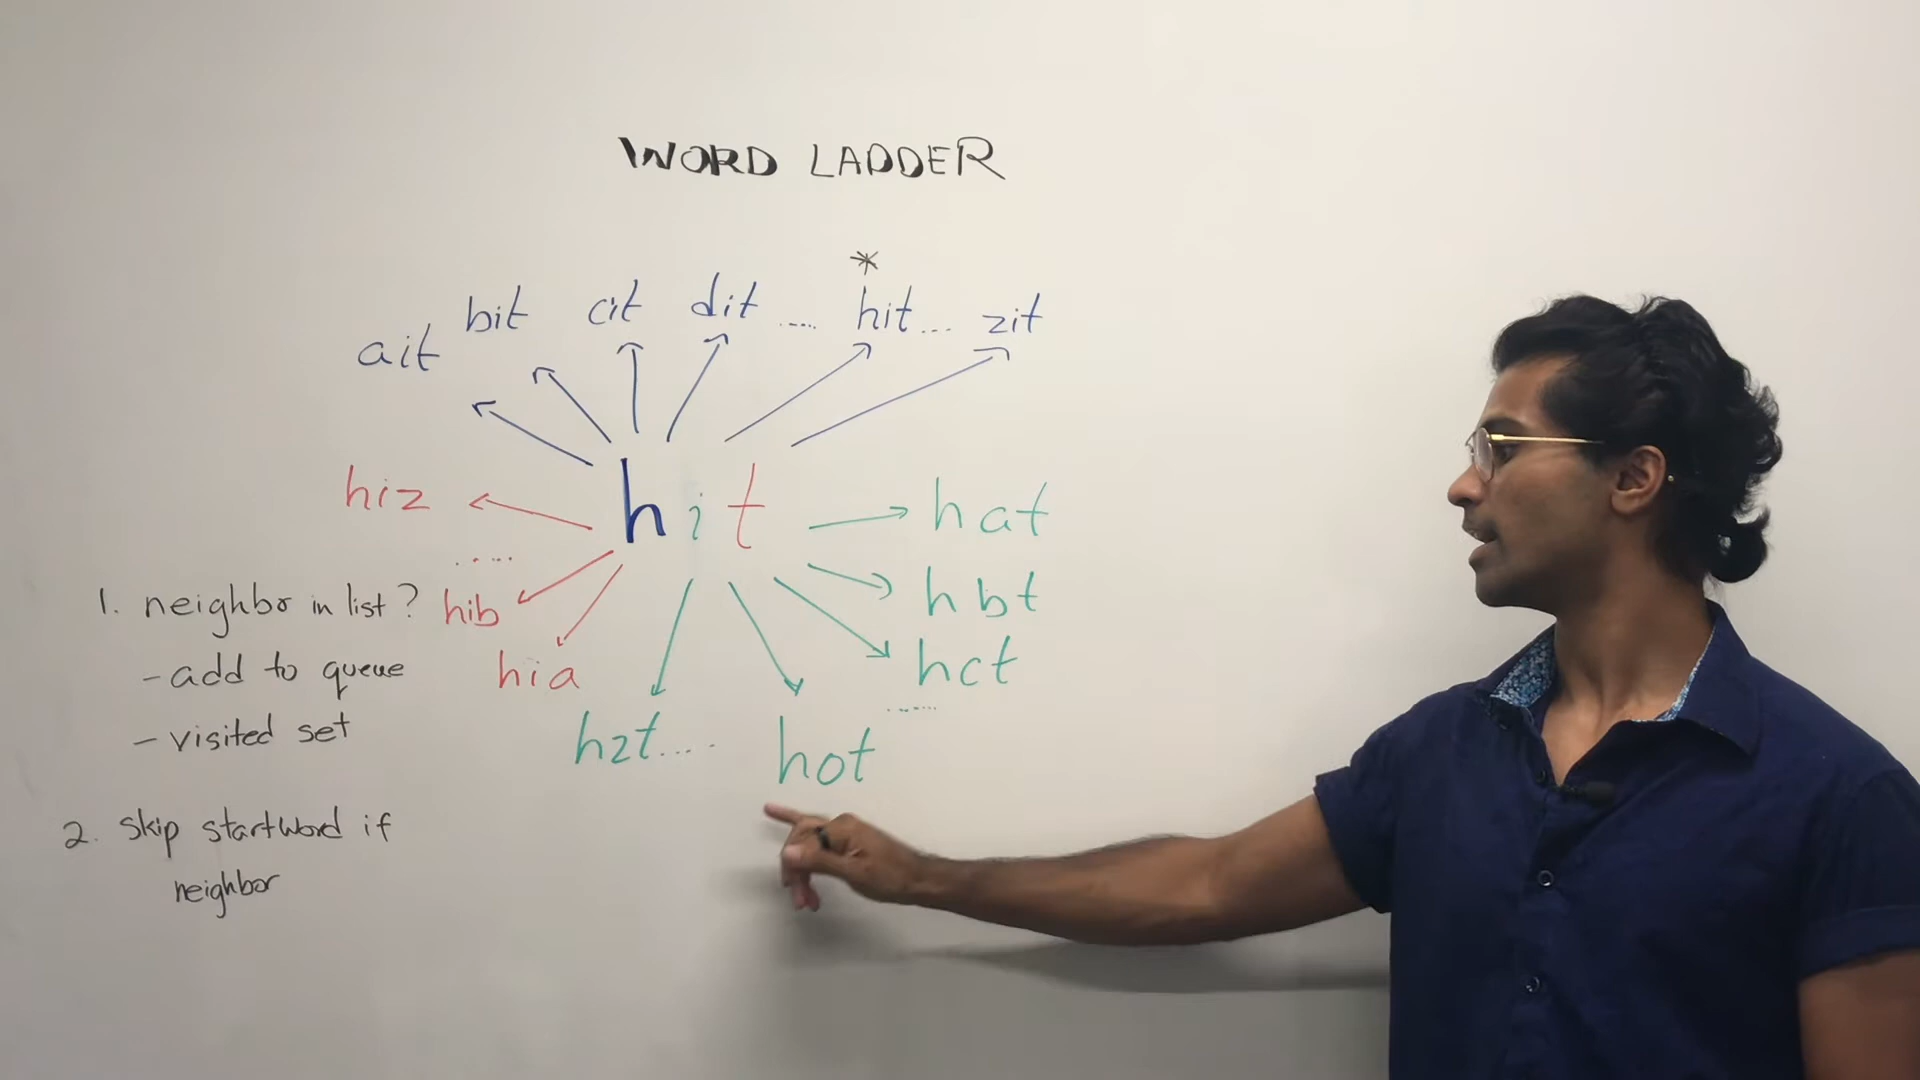 WORD LADDER
*
ait bit cit dit ..... hit ... zit
hiz
hit
hat
.....
hbt
1. neighbor in list?
hib
- add to queue
hia
hct
......
- visited set
hzt....
hot
2. skip startWord if
neighbor